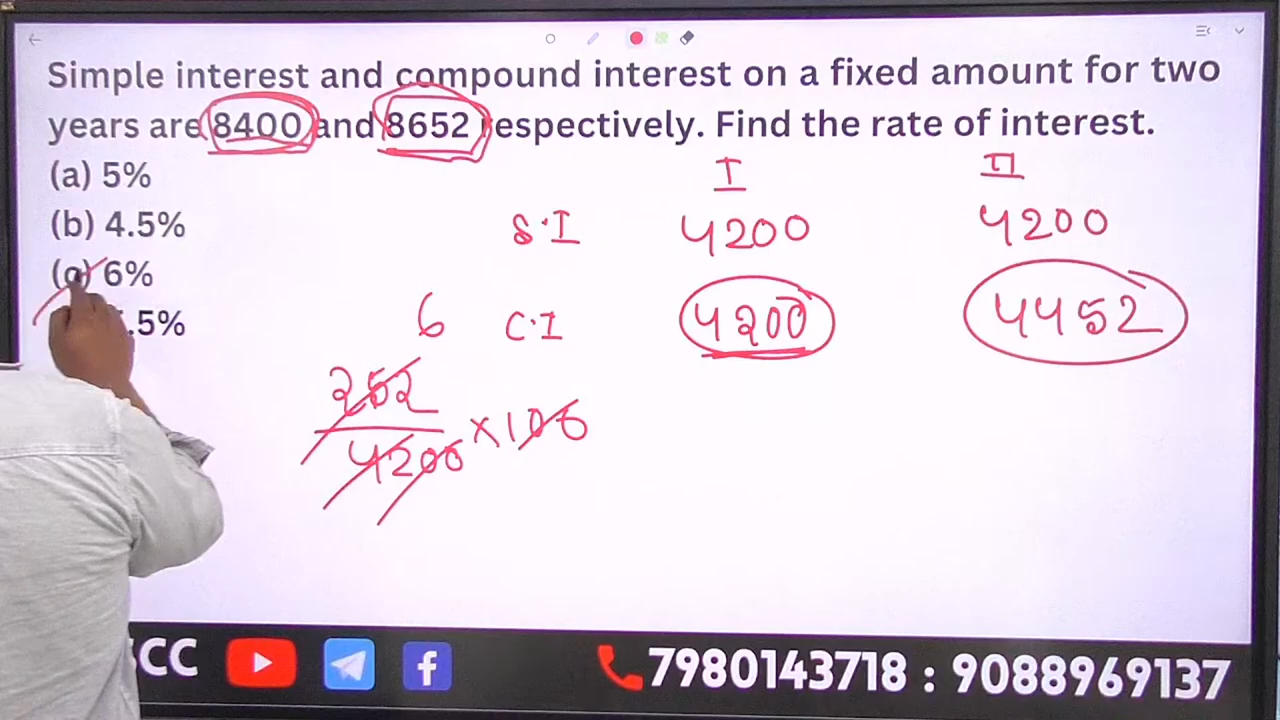 Simple interest and compound interest on a fixed amount for two
years are 8400 and 8652 respectively. Find the rate of interest.
(a) 5%
(b) 4.5%
(c) 6%
.5%
I II
S.I 4200 4200
6 C.I 4200 4452
252
4200 ×100
CC 7980143718 : 9088969137